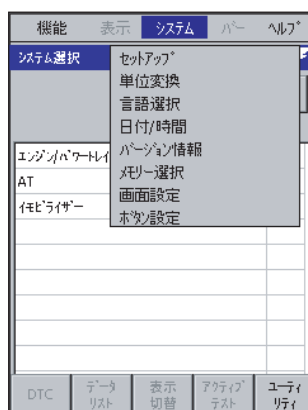 機能 表示 システム バー ヘルプ
システム選択
セットアップ
単位変換
言語選択
日付/時間
バージョン情報
メモリー選択
画面設定
ボタン設定
エンジン/パワートレイ
AT
イモビライザー
DTC
データ
リスト
表示
切替
アクティブ
テスト
ユーティ
リティ